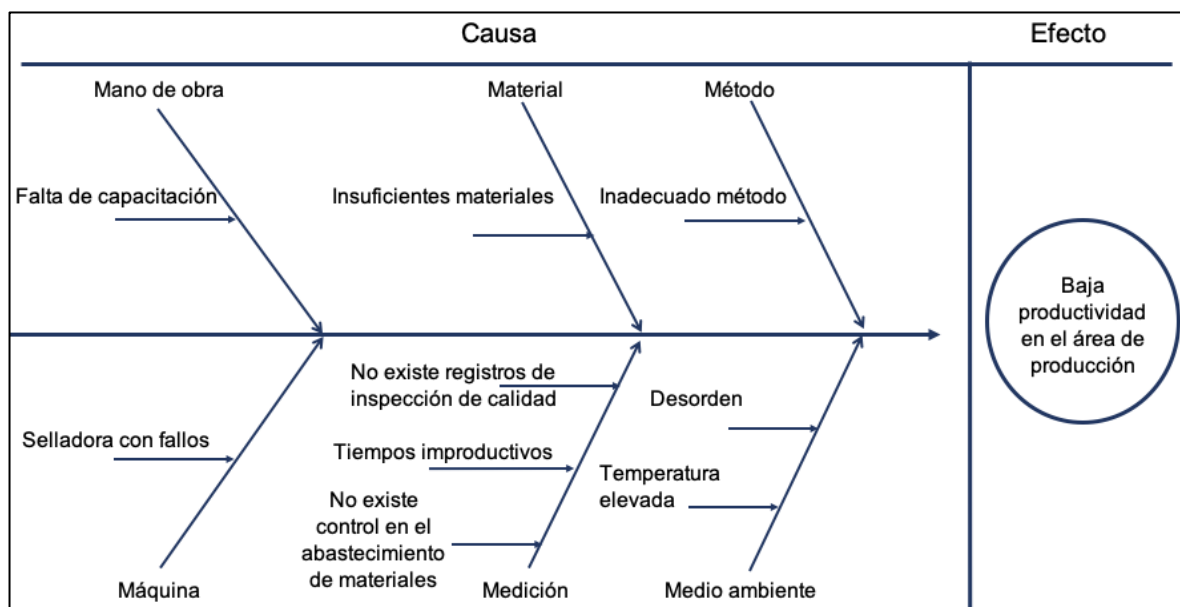 Causa
Efecto
Mano de obra
Material
Método
Falta de capacitación
Insuficientes materiales
Inadecuado método
Baja
productividad
en el área de
producción
No existe registros de
inspección de calidad
Desorden
Selladora con fallos
Tiempos improductivos
Temperatura
elevada
No existe
control en el
abastecimiento
de materiales
Máquina
Medición
Medio ambiente